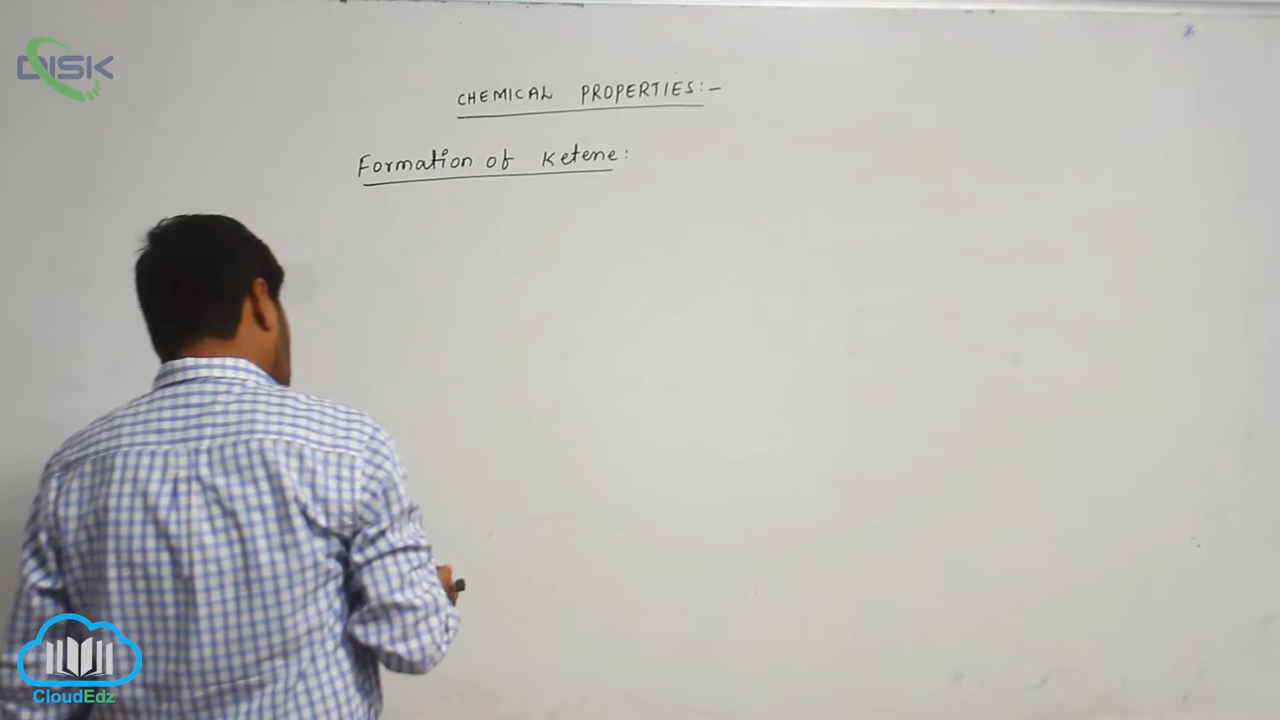 DISK
CHEMICAL PROPERTIES:-
Formation of Ketene:
CloudEdz